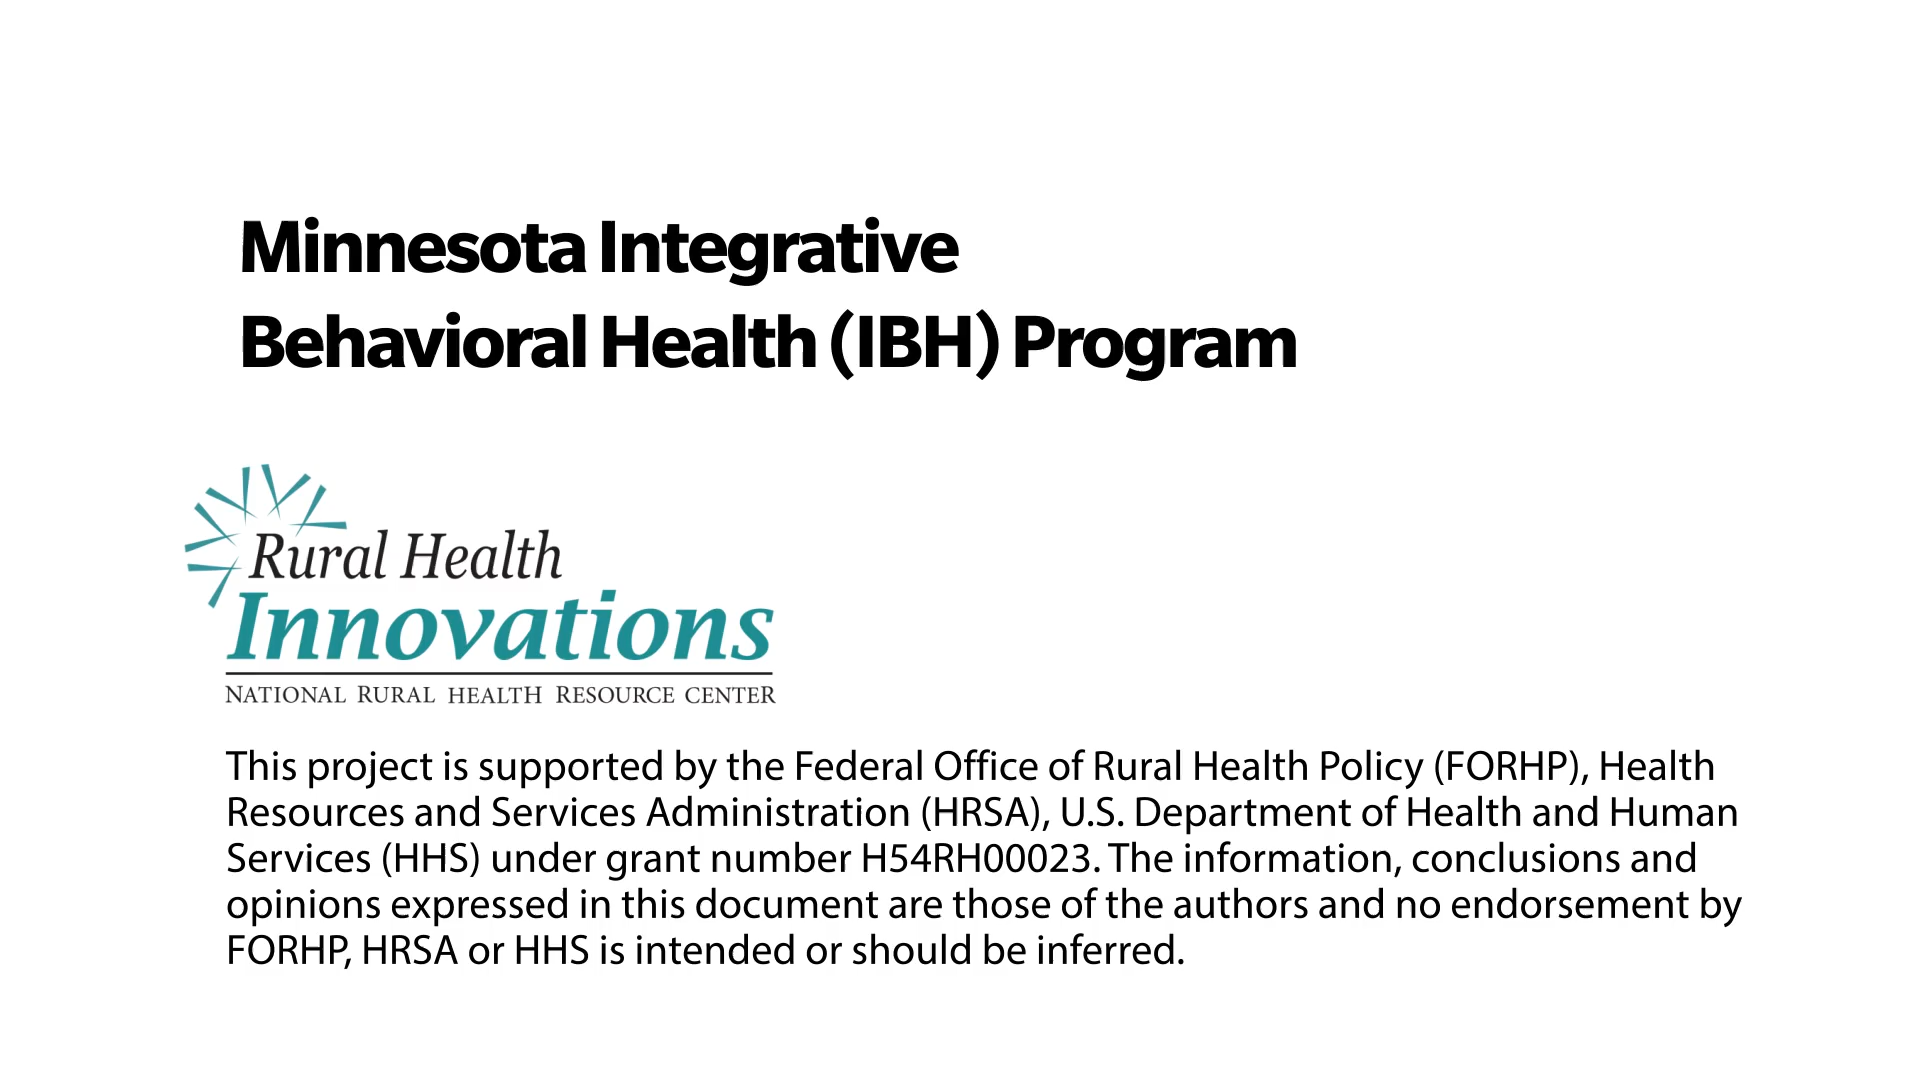 Minnesota Integrative
Behavioral Health (IBH) Program
Rural Health
Innovations
NATIONAL RURAL HEALTH RESOURCE CENTER
This project is supported by the Federal Office of Rural Health Policy (FORHP), Health
Resources and Services Administration (HRSA), U.S. Department of Health and Human
Services (HHS) under grant number H54RH00023. The information, conclusions and
opinions expressed in this document are those of the authors and no endorsement by
FORHP, HRSA or HHS is intended or should be inferred.